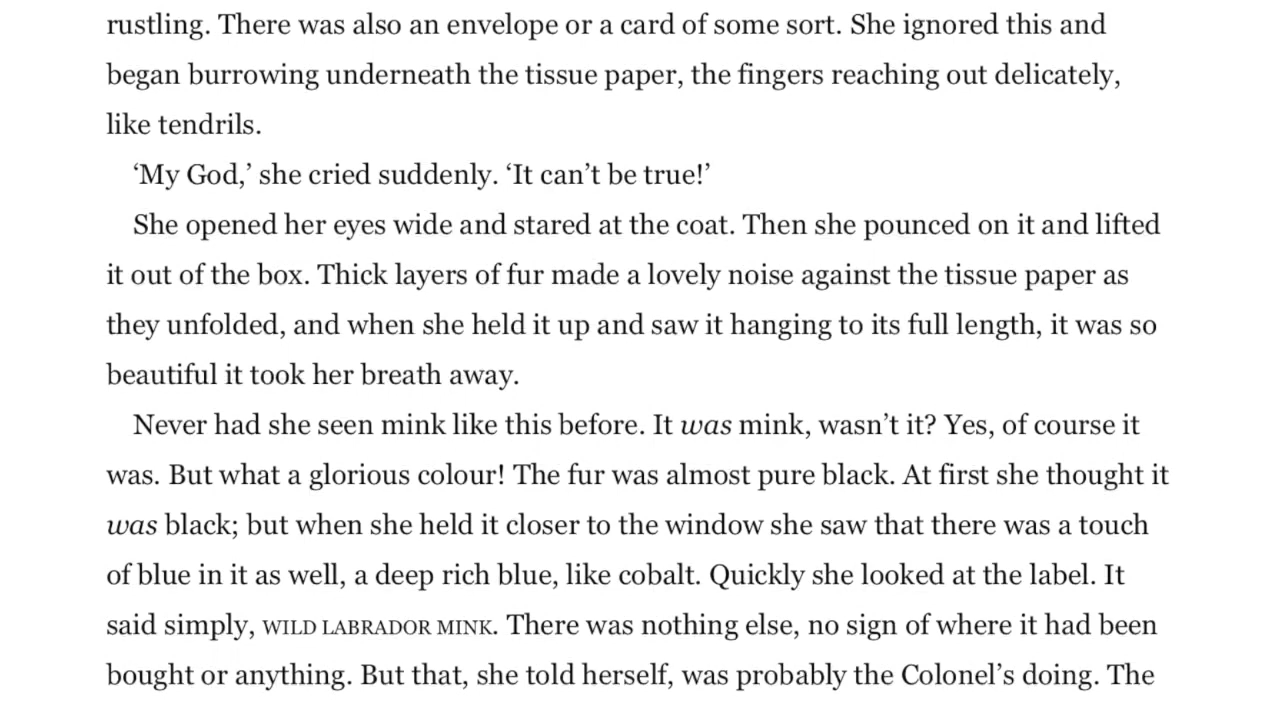 rustling. There was also an envelope or a card of some sort. She ignored this and
began burrowing underneath the tissue paper, the fingers reaching out delicately,
like tendrils.
‘My God,’ she cried suddenly. ‘It can’t be true!’
She opened her eyes wide and stared at the coat. Then she pounced on it and lifted
it out of the box. Thick layers of fur made a lovely noise against the tissue paper as
they unfolded, and when she held it up and saw it hanging to its full length, it was so
beautiful it took her breath away.
Never had she seen mink like this before. It was mink, wasn’t it? Yes, of course it
was. But what a glorious colour! The fur was almost pure black. At first she thought it
was black; but when she held it closer to the window she saw that there was a touch
of blue in it as well, a deep rich blue, like cobalt. Quickly she looked at the label. It
said simply, WILD LABRADOR MINK. There was nothing else, no sign of where it had been
bought or anything. But that, she told herself, was probably the Colonel’s doing. The